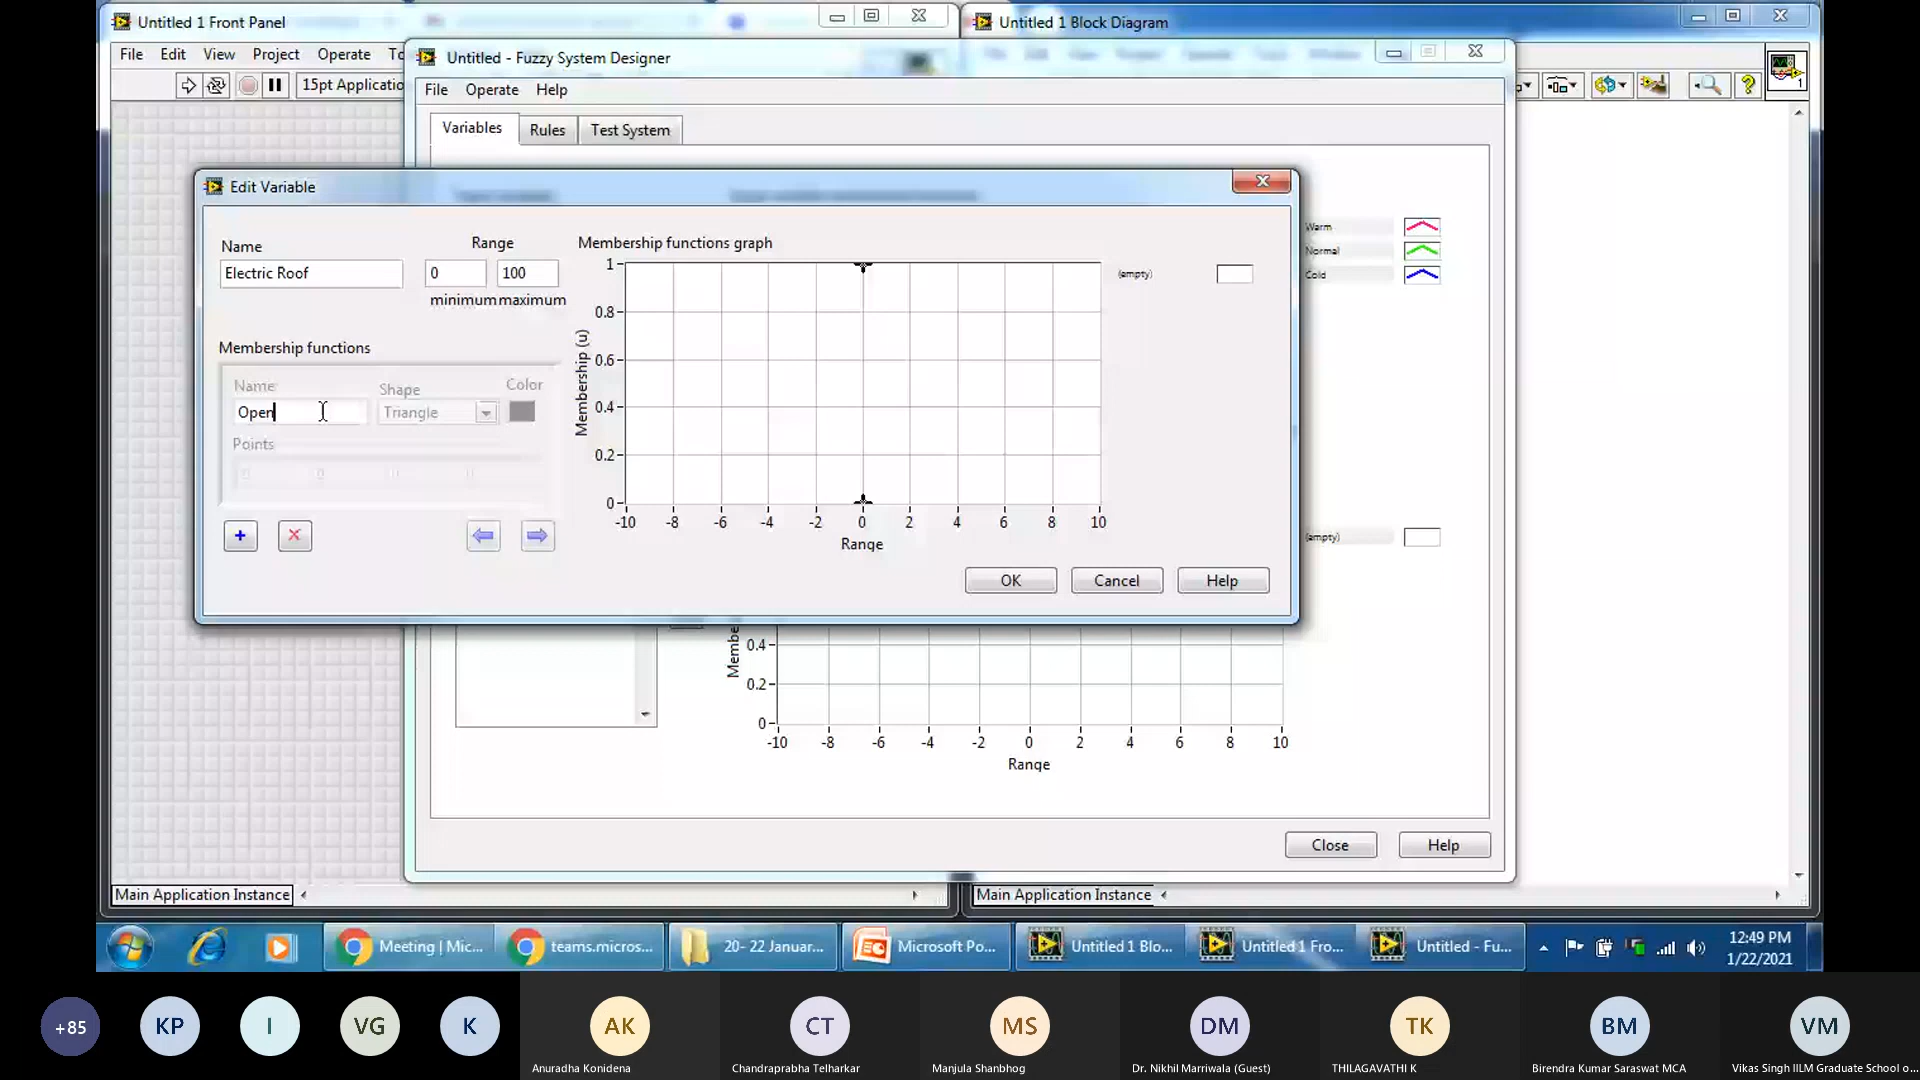 Untitled 1 Front Panel
Untitled 1 Block Diagram
File Edit View Project Operate To
15pt Applicatio
Untitled - Fuzzy System Designer
File Operate Help
Variables Rules Test System
Edit Variable
Name
Range
Electric Roof
0 100
minimum maximum
Membership functions
Name Shape Color
Open Triangle
Points
0 0 0 0
Membership functions graph
Membership (u)
1
0.8
0.6
0.4
0.2
0
-10 -8 -6 -4 -2 0 2 4 6 8 10
Range
(empty)
OK Cancel Help
Warm
Normal
Cold
(empty)
Membe
0.4
0.2
0
-10 -8 -6 -4 -2 0 2 4 6 8 10
Range
Close Help
Main Application Instance
Main Application Instance
Meeting | Mic...
teams.micros...
20- 22 Januar...
Microsoft Po...
Untitled 1 Blo...
Untitled 1 Fro...
Untitled - Fu...
12:49 PM
1/22/2021
+85
KP
I
VG
K
AK
CT
MS
DM
TK
BM
VM
Anuradha Konidena
Chandraprabha Telharkar
Manjula Shanbhog
Dr. Nikhil Marriwala (Guest)
THILAGAVATHI K
Birendra Kumar Saraswat MCA
Vikas Singh IILM Graduate School o...